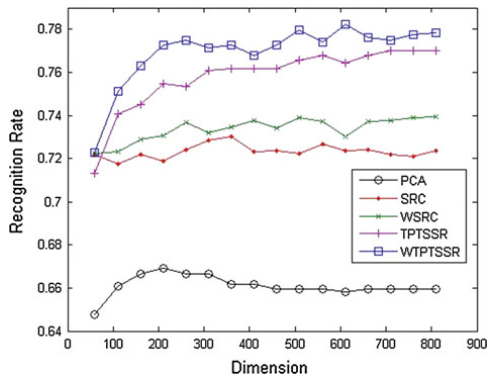 0.78
0.76
0.74
0.72
0.7
0.68
0.66
0.64
Recognition Rate
PCA
SRC
WSRC
TPTSSR
WTPTSSR
0 100 200 300 400 500 600 700 800 900
Dimension